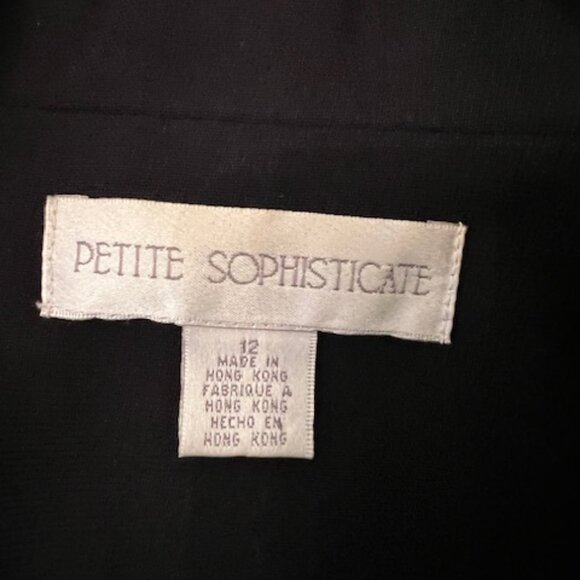 PETITE SOPHISTICATE
12
MADE IN
HONG KONG
FABRIQUE A
HONG KONG
HECHO EN
HONG KONG